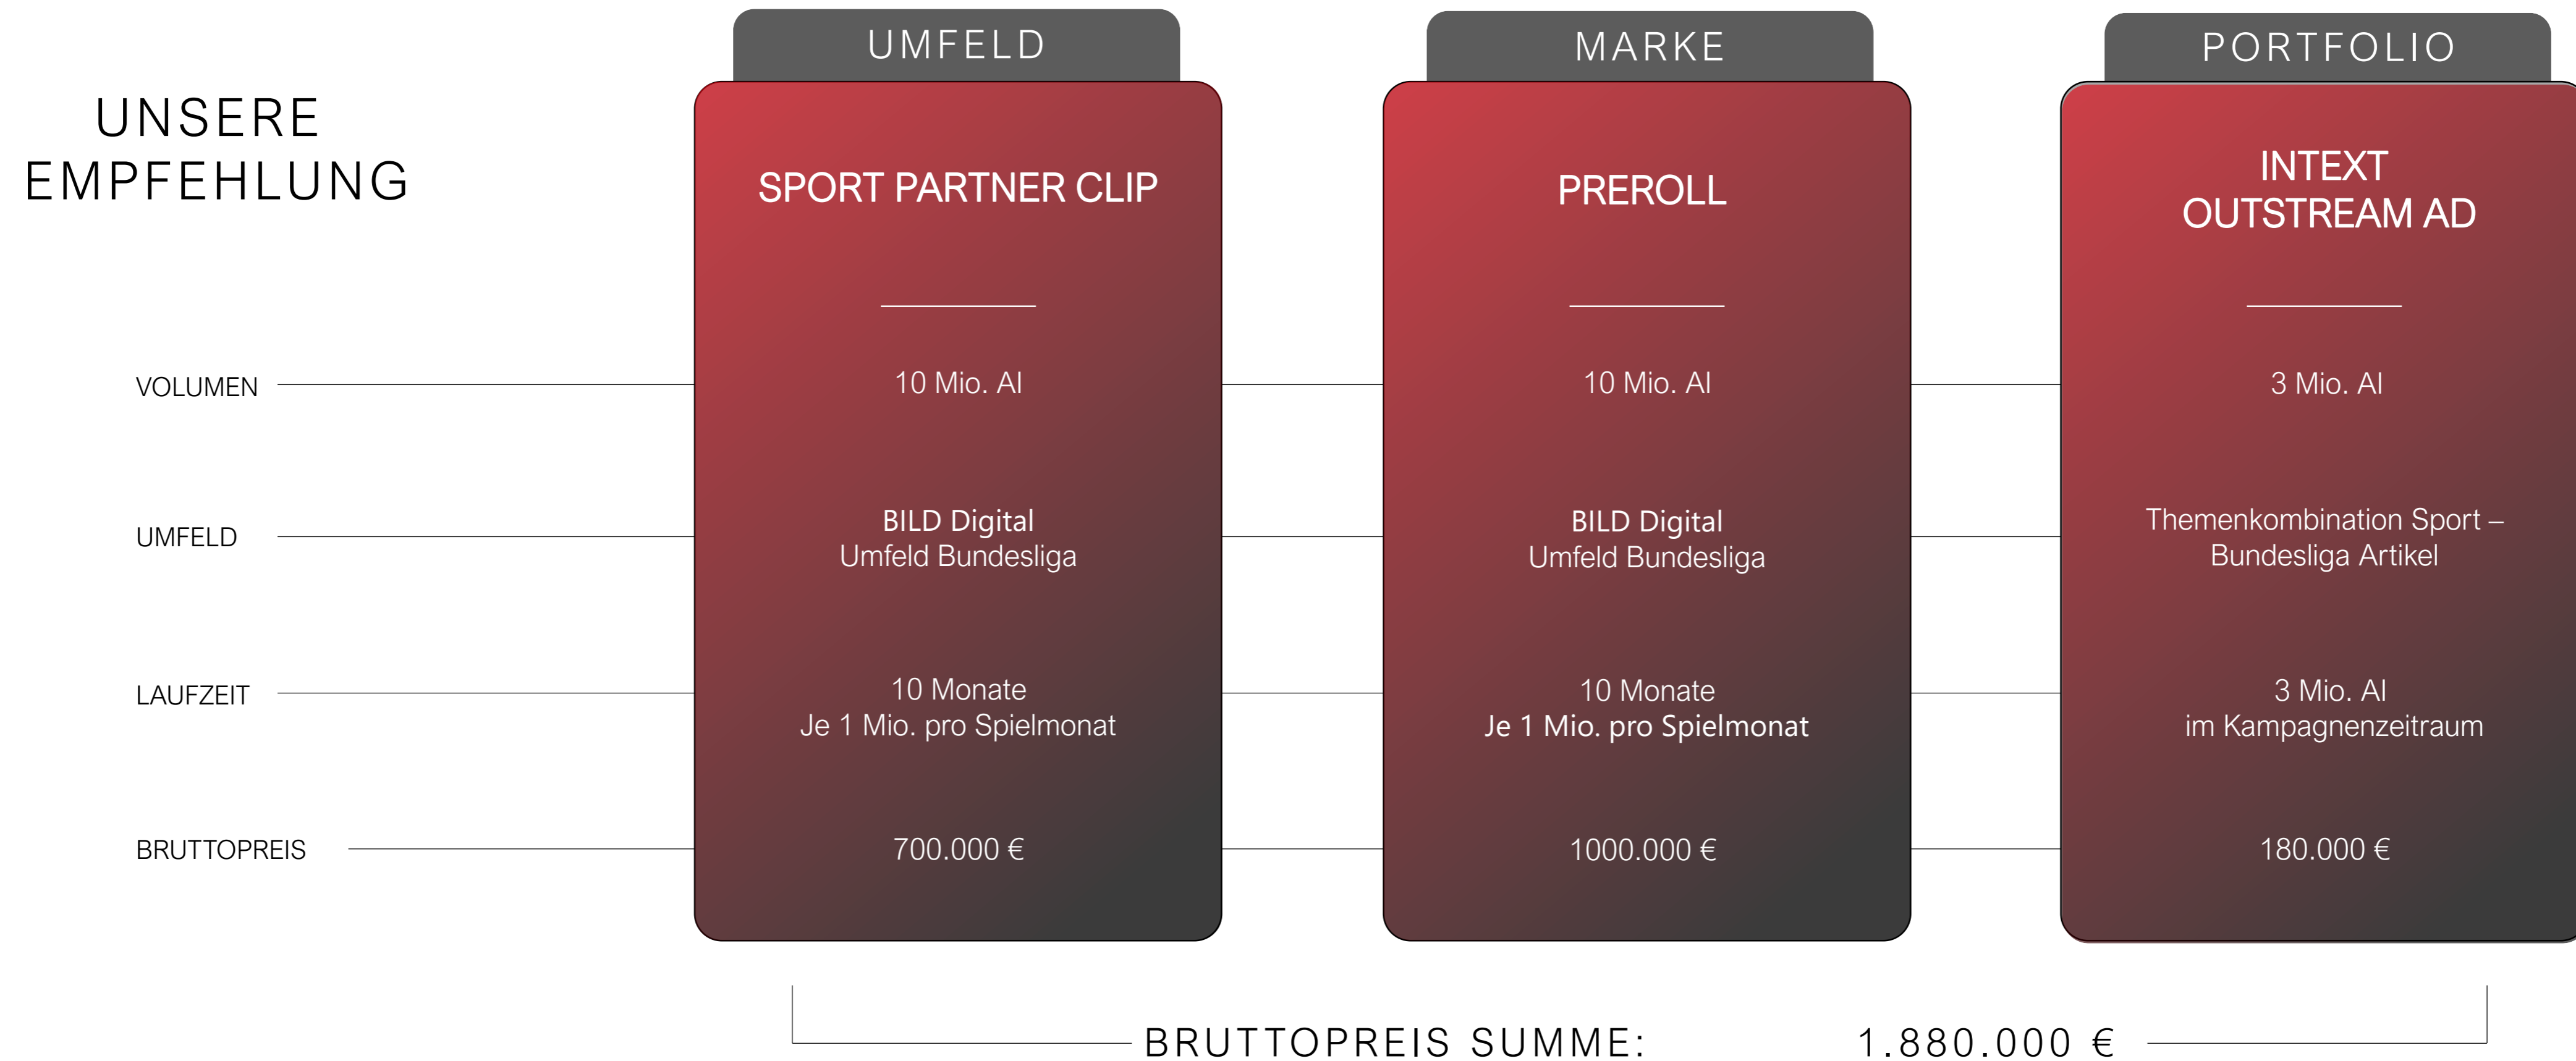 UNSERE
EMPFEHLUNG
UMFELD
MARKE
PORTFOLIO
SPORT PARTNER CLIP
PREROLL
INTEXT
OUTSTREAM AD
VOLUMEN
10 Mio. AI
10 Mio. AI
3 Mio. AI
UMFELD
BILD Digital
Umfeld Bundesliga
BILD Digital
Umfeld Bundesliga
Themenkombination Sport –
Bundesliga Artikel
LAUFZEIT
10 Monate
Je 1 Mio. pro Spielmonat
10 Monate
Je 1 Mio. pro Spielmonat
3 Mio. AI
im Kampagnenzeitraum
BRUTTOPREIS
700.000 €
1000.000 €
180.000 €
BRUTTOPREIS SUMME: 1.880.000 €